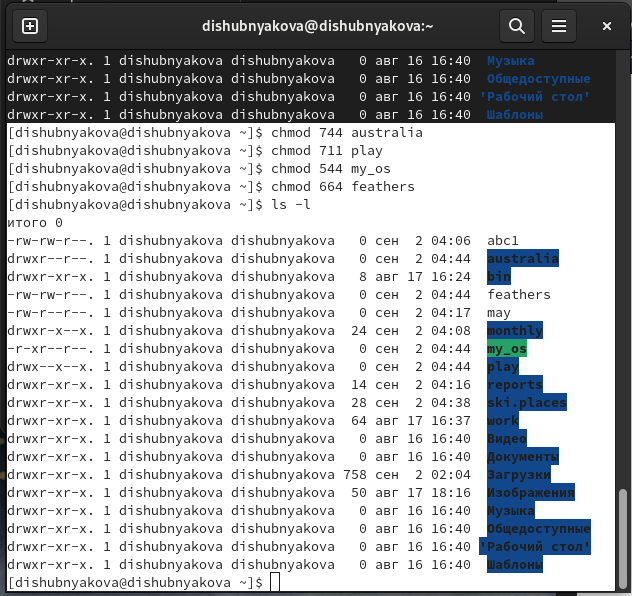 dishubnyakova@dishubnyakova:~
drwxr-xr-x. 1 dishubnyakova dishubnyakova   0 авг 16 16:40  Музыка
drwxr-xr-x. 1 dishubnyakova dishubnyakova   0 авг 16 16:40  Общедоступные
drwxr-xr-x. 1 dishubnyakova dishubnyakova   0 авг 16 16:40 'Рабочий стол'
drwxr-xr-x. 1 dishubnyakova dishubnyakova   0 авг 16 16:40  Шаблоны
[dishubnyakova@dishubnyakova ~]$ chmod 744 australia
[dishubnyakova@dishubnyakova ~]$ chmod 711 play
[dishubnyakova@dishubnyakova ~]$ chmod 544 my_os
[dishubnyakova@dishubnyakova ~]$ chmod 664 feathers
[dishubnyakova@dishubnyakova ~]$ ls -l
итого 0
-rw-rw-r--. 1 dishubnyakova dishubnyakova   0 сен  2 04:06  abc1
drwxr--r--. 1 dishubnyakova dishubnyakova   0 сен  2 04:44  australia
drwxr-xr-x. 1 dishubnyakova dishubnyakova   8 авг 17 16:24  bin
-rw-rw-r--. 1 dishubnyakova dishubnyakova   0 сен  2 04:44  feathers
-rw-rw-r--. 1 dishubnyakova dishubnyakova   0 сен  2 04:17  may
drwxr-x--x. 1 dishubnyakova dishubnyakova  24 сен  2 04:08  monthly
-r-xr--r--. 1 dishubnyakova dishubnyakova   0 сен  2 04:44  my_os
drwx--x--x. 1 dishubnyakova dishubnyakova   0 сен  2 04:44  play
drwxr-xr-x. 1 dishubnyakova dishubnyakova  14 сен  2 04:16  reports
drwxr-xr-x. 1 dishubnyakova dishubnyakova  28 сен  2 04:38  ski.places
drwxr-xr-x. 1 dishubnyakova dishubnyakova  64 авг 17 16:37  work
drwxr-xr-x. 1 dishubnyakova dishubnyakova   0 авг 16 16:40  Видео
drwxr-xr-x. 1 dishubnyakova dishubnyakova   0 авг 16 16:40  Документы
drwxr-xr-x. 1 dishubnyakova dishubnyakova 758 сен  2 02:04  Загрузки
drwxr-xr-x. 1 dishubnyakova dishubnyakova  50 авг 17 18:16  Изображения
drwxr-xr-x. 1 dishubnyakova dishubnyakova   0 авг 16 16:40  Музыка
drwxr-xr-x. 1 dishubnyakova dishubnyakova   0 авг 16 16:40  Общедоступные
drwxr-xr-x. 1 dishubnyakova dishubnyakova   0 авг 16 16:40 'Рабочий стол'
drwxr-xr-x. 1 dishubnyakova dishubnyakova   0 авг 16 16:40  Шаблоны
[dishubnyakova@dishubnyakova ~]$